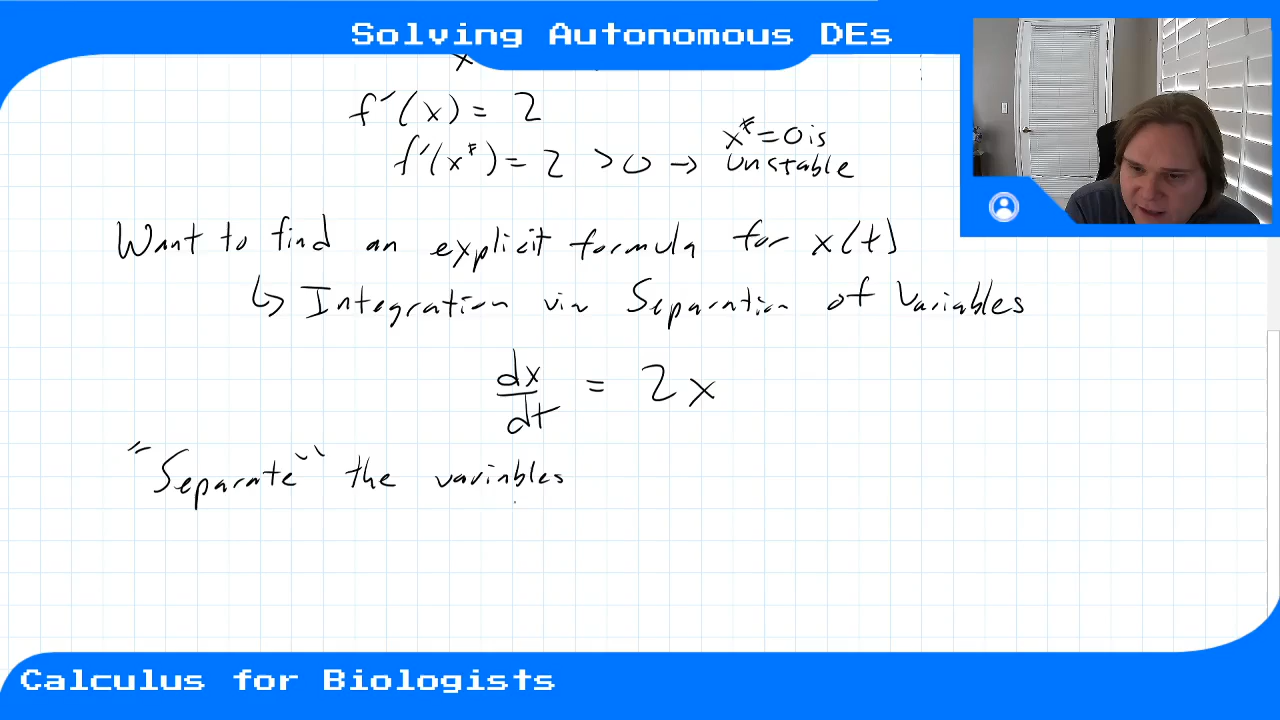 Solving Autonomous DEs
x
f'(x) = 2
f'(x*) = 2 > 0 → x* = 0 is
unstable
Want to find an explicit formula for x(t)
↳ Integration via Separation of Variables
dx/dt = 2x
"Separate" the variables
Calculus for Biologists